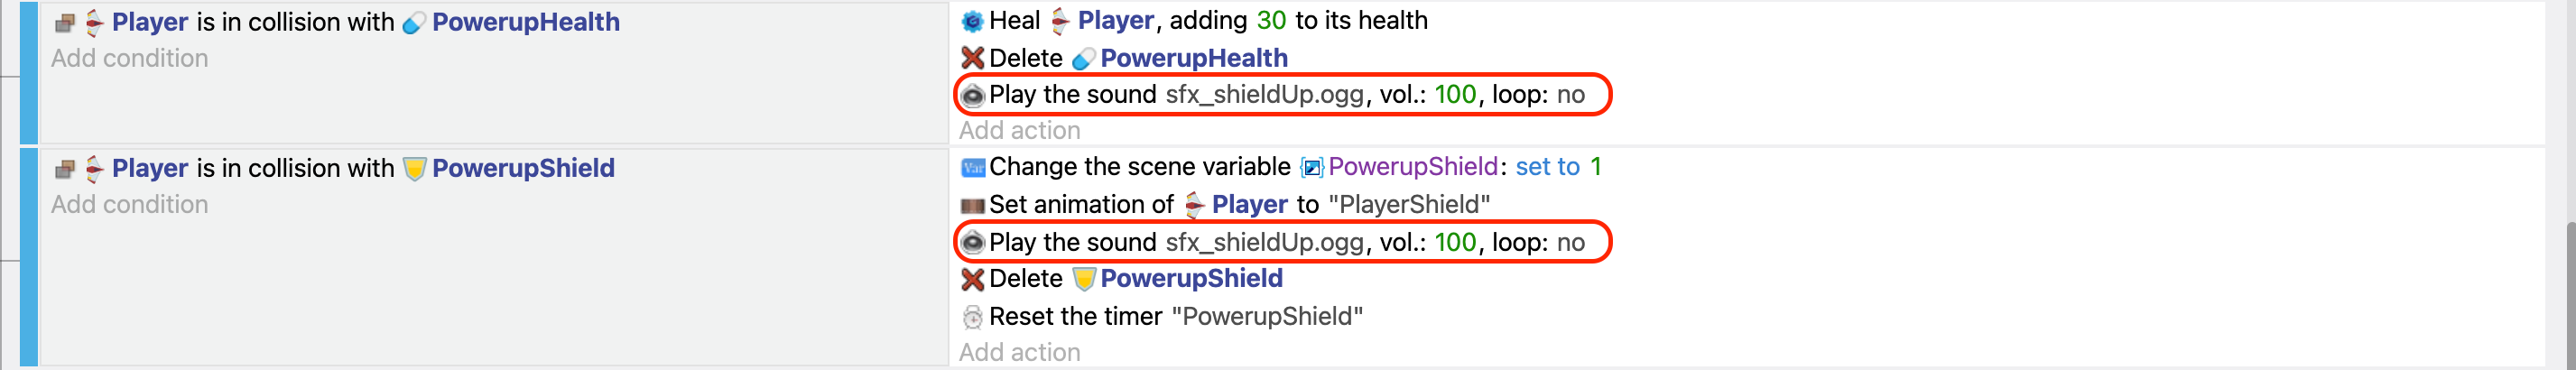 Player is in collision with PowerupHealth
Add condition
Heal Player, adding 30 to its health
Delete PowerupHealth
Play the sound sfx_shieldUp.ogg, vol.: 100, loop: no
Add action
Player is in collision with PowerupShield
Add condition
Var Change the scene variable PowerupShield: set to 1
Set animation of Player to "PlayerShield"
Play the sound sfx_shieldUp.ogg, vol.: 100, loop: no
Delete PowerupShield
Reset the timer "PowerupShield"
Add action